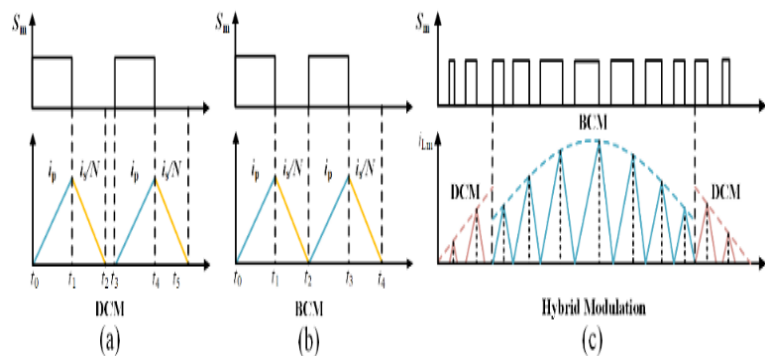 Sm
ip is/N ip is/N
t0 t1 t2 t3 t4 t5
DCM
(a)
Sm
ip is/N ip is/N
t0 t1 t2 t3 t4
BCM
(b)
Sm
BCM
iLm
DCM DCM
Hybrid Modulation
(c)